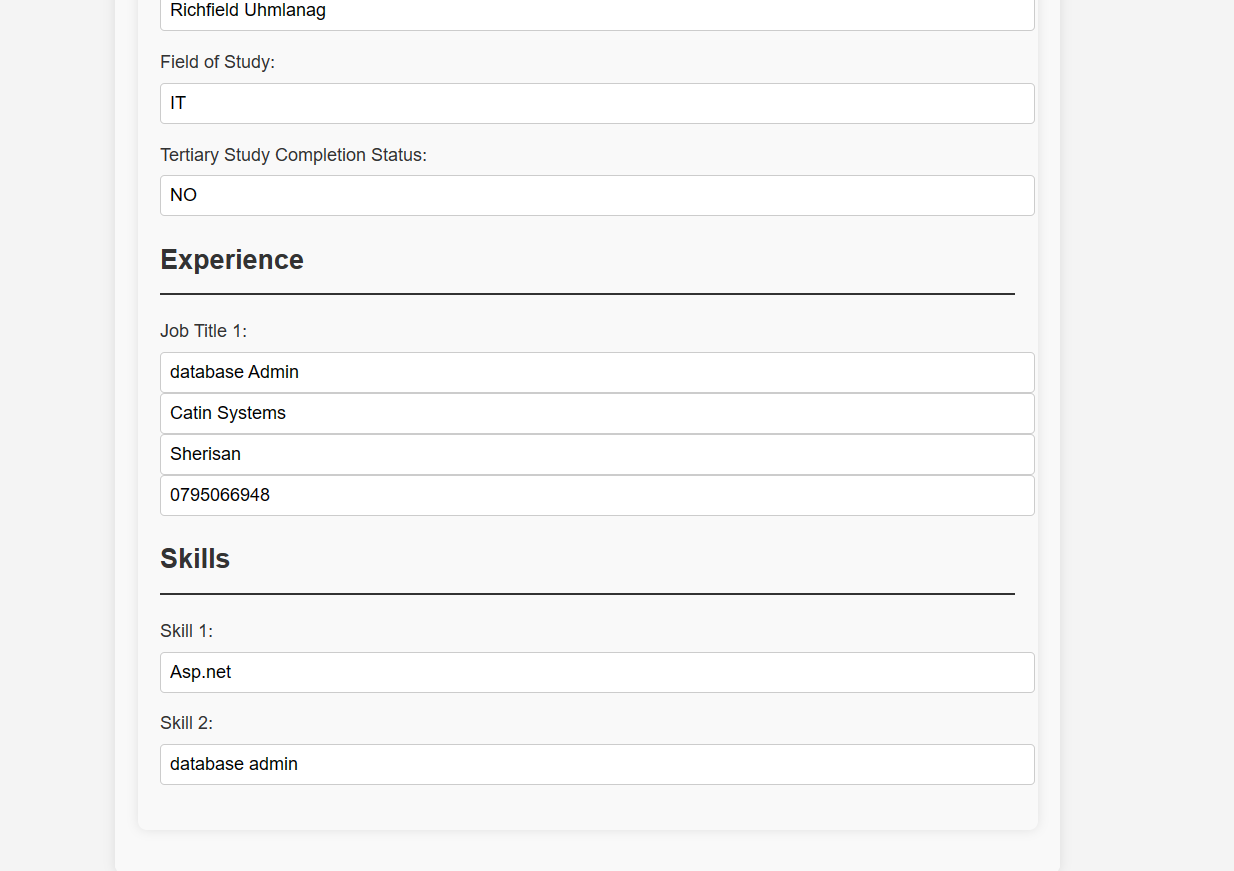 Richfield Uhmlanag
Field of Study:
IT
Tertiary Study Completion Status:
NO
Experience
Job Title 1:
database Admin
Catin Systems
Sherisan
0795066948
Skills
Skill 1:
Asp.net
Skill 2:
database admin